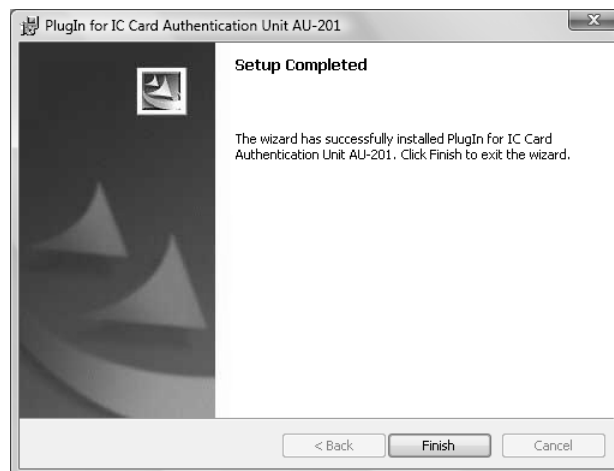 PlugIn for IC Card Authentication Unit AU-201
Setup Completed
The wizard has successfully installed PlugIn for IC Card
Authentication Unit AU-201. Click Finish to exit the wizard.
< Back
Finish
Cancel